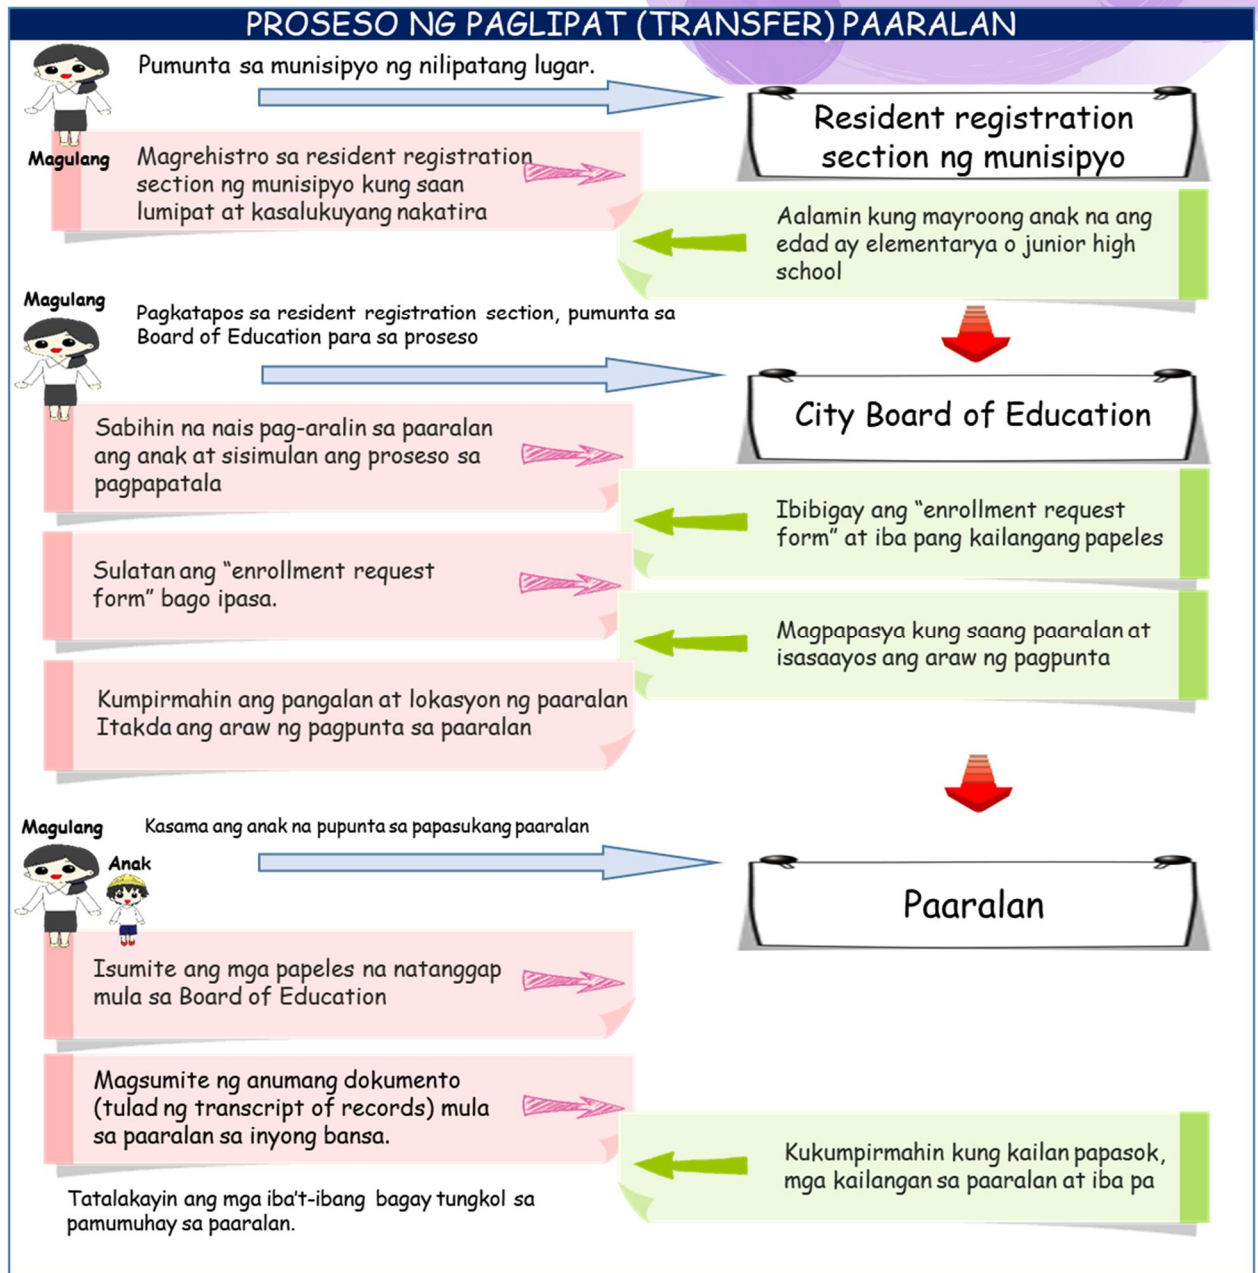 PROSESO NG PAGLIPAT (TRANSFER) PAARALAN
Pumunta sa munisipyo ng nilipatang lugar.
Magulang
Resident registration
section ng munisipyo
Magrehistro sa resident registration
section ng munisipyo kung saan
lumipat at kasalukuyang nakatira
Aalamin kung mayroong anak na ang
edad ay elementarya o junior high
school
Magulang
Pagkatapos sa resident registration section, pumunta sa
Board of Education para sa proseso
City Board of Education
Sabihin na nais pag-aralin sa paaralan
ang anak at sisimulan ang proseso sa
pagpapatala
Ibibigay ang “enrollment request
form” at iba pang kailangang papeles
Sulatan ang “enrollment request
form” bago ipasa.
Magpapasya kung saang paaralan at
isasaayos ang araw ng pagpunta
Kumpirmahin ang pangalan at lokasyon ng paaralan
Itakda ang araw ng pagpunta sa paaralan
Magulang
Kasama ang anak na pupunta sa papasukang paaralan
Anak
Paaralan
Isumite ang mga papeles na natanggap
mula sa Board of Education
Magsumite ng anumang dokumento
(tulad ng transcript of records) mula
sa paaralan sa inyong bansa.
Kukumpirmahin kung kailan papasok,
mga kailangan sa paaralan at iba pa
Tatalakayin ang mga iba’t-ibang bagay tungkol sa
pamumuhay sa paaralan.